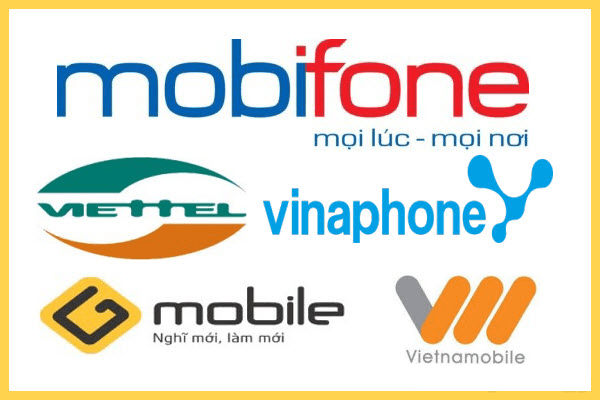 mobifone
mọi lúc - mọi nơi
VIETTEL
vinaphone
G mobile
Nghĩ mới, làm mới
Vietnamobile